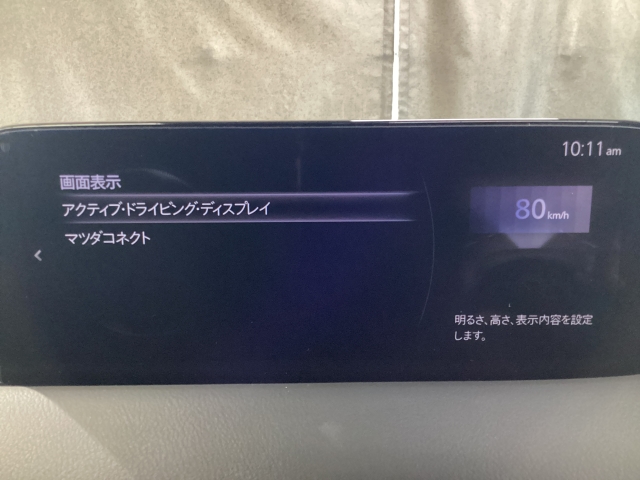 10:11 am
画面表示
アクティブ・ドライビング・ディスプレイ
80 km/h
マツダコネクト
明るさ、高さ、表示内容を設定
します。